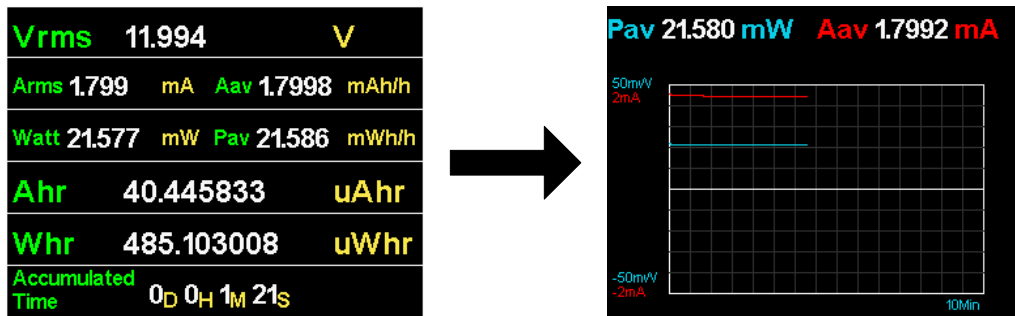 Vrms 11.994 V
Arms 1.799 mA Aav 1.7998 mAh/h
Watt 21.577 mW Pav 21.586 mWh/h
Ahr 40.445833 uAhr
Whr 485.103008 uWhr
Accumulated
Time 0D 0H 1M 21S
Pav 21.580 mW Aav 1.7992 mA
50mW
2mA
-50mW
-2mA
10Min